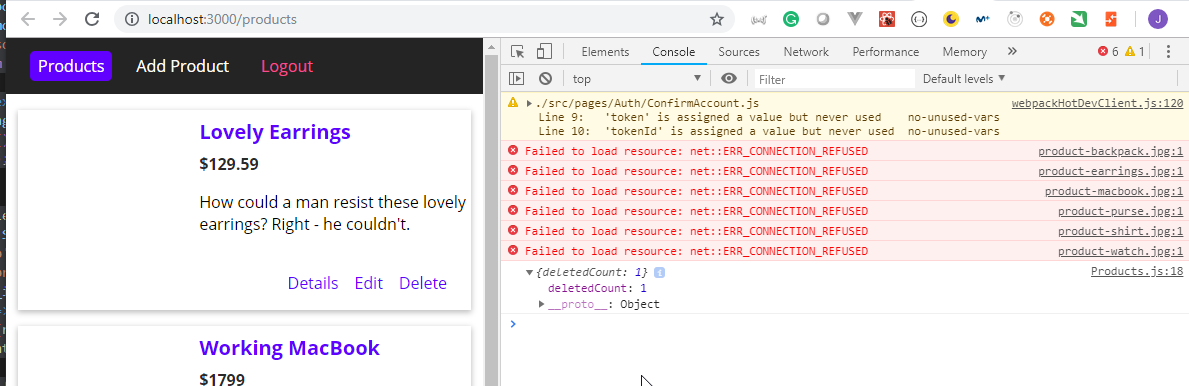 localhost:3000/products
J
Products Add Product Logout
Lovely Earrings
$129.59
How could a man resist these lovely
earrings? Right - he couldn't.
Details Edit Delete
Working MacBook
$1799
Elements Console Sources Network Performance Memory » 6 1
top Filter Default levels ▼
./src/pages/Auth/ConfirmAccount.js webpackHotDevClient.js:120
Line 9: 'token' is assigned a value but never used no-unused-vars
Line 10: 'tokenId' is assigned a value but never used no-unused-vars
Failed to load resource: net::ERR_CONNECTION_REFUSED product-backpack.jpg:1
Failed to load resource: net::ERR_CONNECTION_REFUSED product-earrings.jpg:1
Failed to load resource: net::ERR_CONNECTION_REFUSED product-macbook.jpg:1
Failed to load resource: net::ERR_CONNECTION_REFUSED product-purse.jpg:1
Failed to load resource: net::ERR_CONNECTION_REFUSED product-shirt.jpg:1
Failed to load resource: net::ERR_CONNECTION_REFUSED product-watch.jpg:1
{deletedCount: 1} i Products.js:18
deletedCount: 1
__proto__: Object